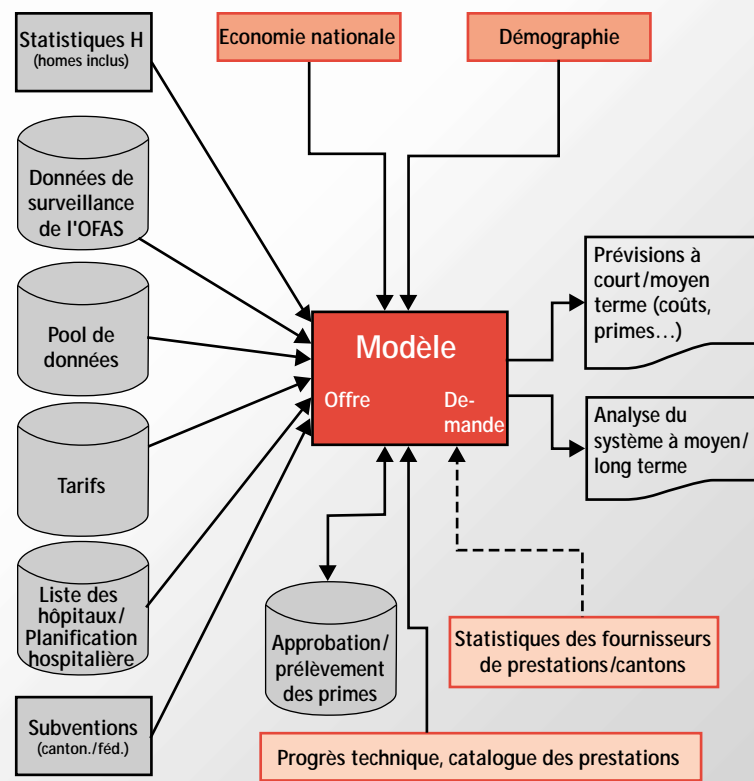 Statistiques H
(homes inclus)
Economie nationale
Démographie
Données de
surveillance
de l'OFAS
Pool de
données
Tarifs
Liste des
hôpitaux/
Planification
hospitalière
Subventions
(canton./féd.)
Modèle
Offre
De-
mande
Prévisions à
court/moyen
terme (coûts,
primes…)
Analyse du
système à moyen/
long terme
Approbation/
prélèvement
des primes
Statistiques des fournisseurs
de prestations/cantons
Progrès technique, catalogue des prestations